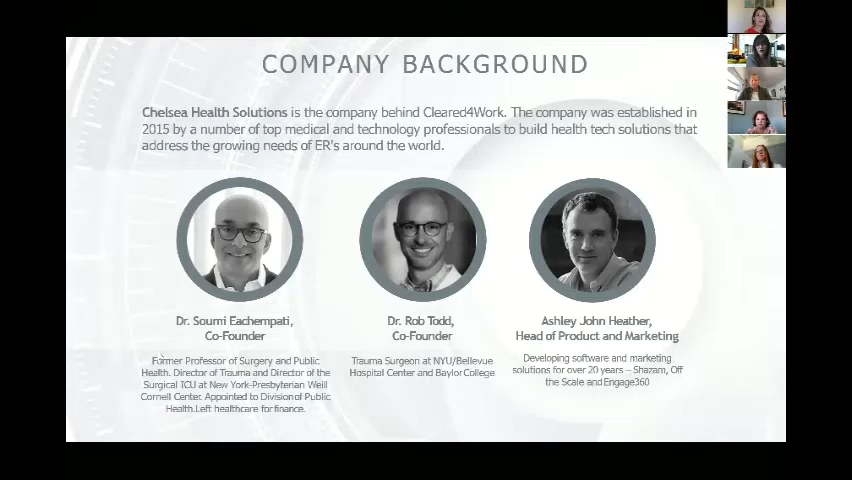 COMPANY BACKGROUND
Chelsea Health Solutions is the company behind Cleared4Work. The company was established in
2015 by a number of top medical and technology professionals to build health tech solutions that
address the growing needs of ER's around the world.
Dr. Soumi Eachempati,
Co-Founder
Former Professor of Surgery and Public
Health. Director of Trauma and Director of the
Surgical ICU at New York-Presbyterian Weill
Cornell Center. Appointed to Division of Public
Health.Left healthcare for finance.
Dr. Rob Todd,
Co-Founder
Trauma Surgeon at NYU/Bellevue
Hospital Center and Baylor College
Ashley John Heather,
Head of Product and Marketing
Developing software and marketing
solutions for over 20 years – Shazam, Off
the Scale and Engage360